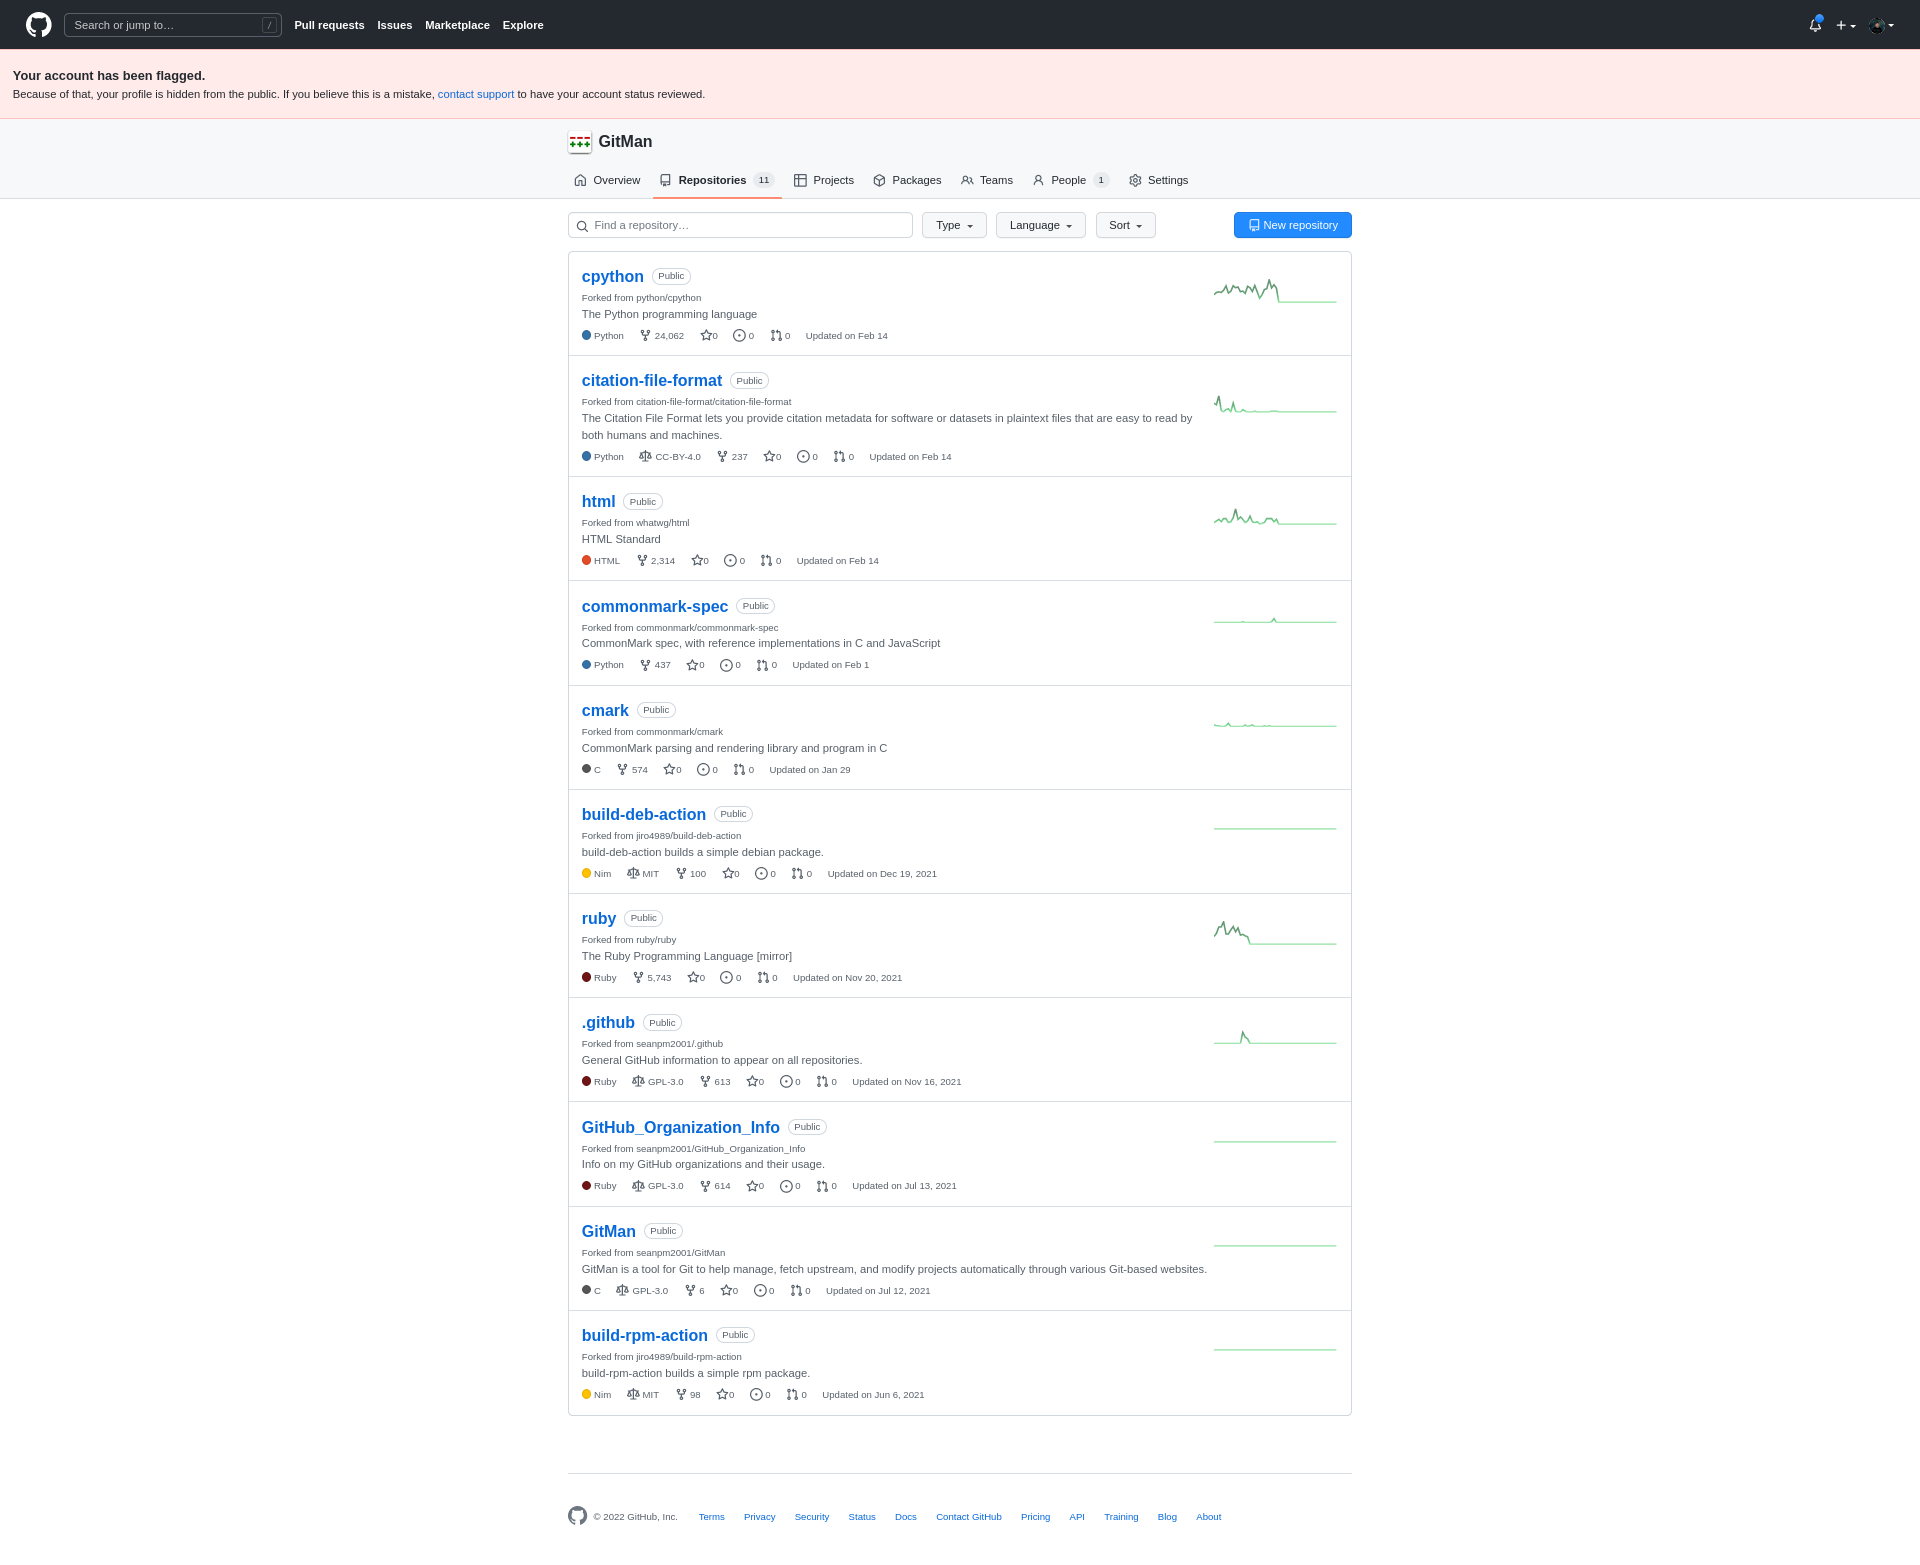 Search or jump to… /
Pull requests Issues Marketplace Explore
Your account has been flagged.
Because of that, your profile is hidden from the public. If you believe this is a mistake, contact support to have your account status reviewed.
GitMan
Overview Repositories 11 Projects Packages Teams People 1 Settings
Find a repository… Type Language Sort New repository
cpython Public
Forked from python/cpython
The Python programming language
Python 24,062 0 0 0 Updated on Feb 14
citation-file-format Public
Forked from citation-file-format/citation-file-format
The Citation File Format lets you provide citation metadata for software or datasets in plaintext files that are easy to read by
both humans and machines.
Python CC-BY-4.0 237 0 0 0 Updated on Feb 14
html Public
Forked from whatwg/html
HTML Standard
HTML 2,314 0 0 0 Updated on Feb 14
commonmark-spec Public
Forked from commonmark/commonmark-spec
CommonMark spec, with reference implementations in C and JavaScript
Python 437 0 0 0 Updated on Feb 1
cmark Public
Forked from commonmark/cmark
CommonMark parsing and rendering library and program in C
C 574 0 0 0 Updated on Jan 29
build-deb-action Public
Forked from jiro4989/build-deb-action
build-deb-action builds a simple debian package.
Nim MIT 100 0 0 0 Updated on Dec 19, 2021
ruby Public
Forked from ruby/ruby
The Ruby Programming Language [mirror]
Ruby 5,743 0 0 0 Updated on Nov 20, 2021
.github Public
Forked from seanpm2001/.github
General GitHub information to appear on all repositories.
Ruby GPL-3.0 613 0 0 0 Updated on Nov 16, 2021
GitHub_Organization_Info Public
Forked from seanpm2001/GitHub_Organization_Info
Info on my GitHub organizations and their usage.
Ruby GPL-3.0 614 0 0 0 Updated on Jul 13, 2021
GitMan Public
Forked from seanpm2001/GitMan
GitMan is a tool for Git to help manage, fetch upstream, and modify projects automatically through various Git-based websites.
C GPL-3.0 6 0 0 0 Updated on Jul 12, 2021
build-rpm-action Public
Forked from jiro4989/build-rpm-action
build-rpm-action builds a simple rpm package.
Nim MIT 98 0 0 0 Updated on Jun 6, 2021
© 2022 GitHub, Inc. Terms Privacy Security Status Docs Contact GitHub Pricing API Training Blog About